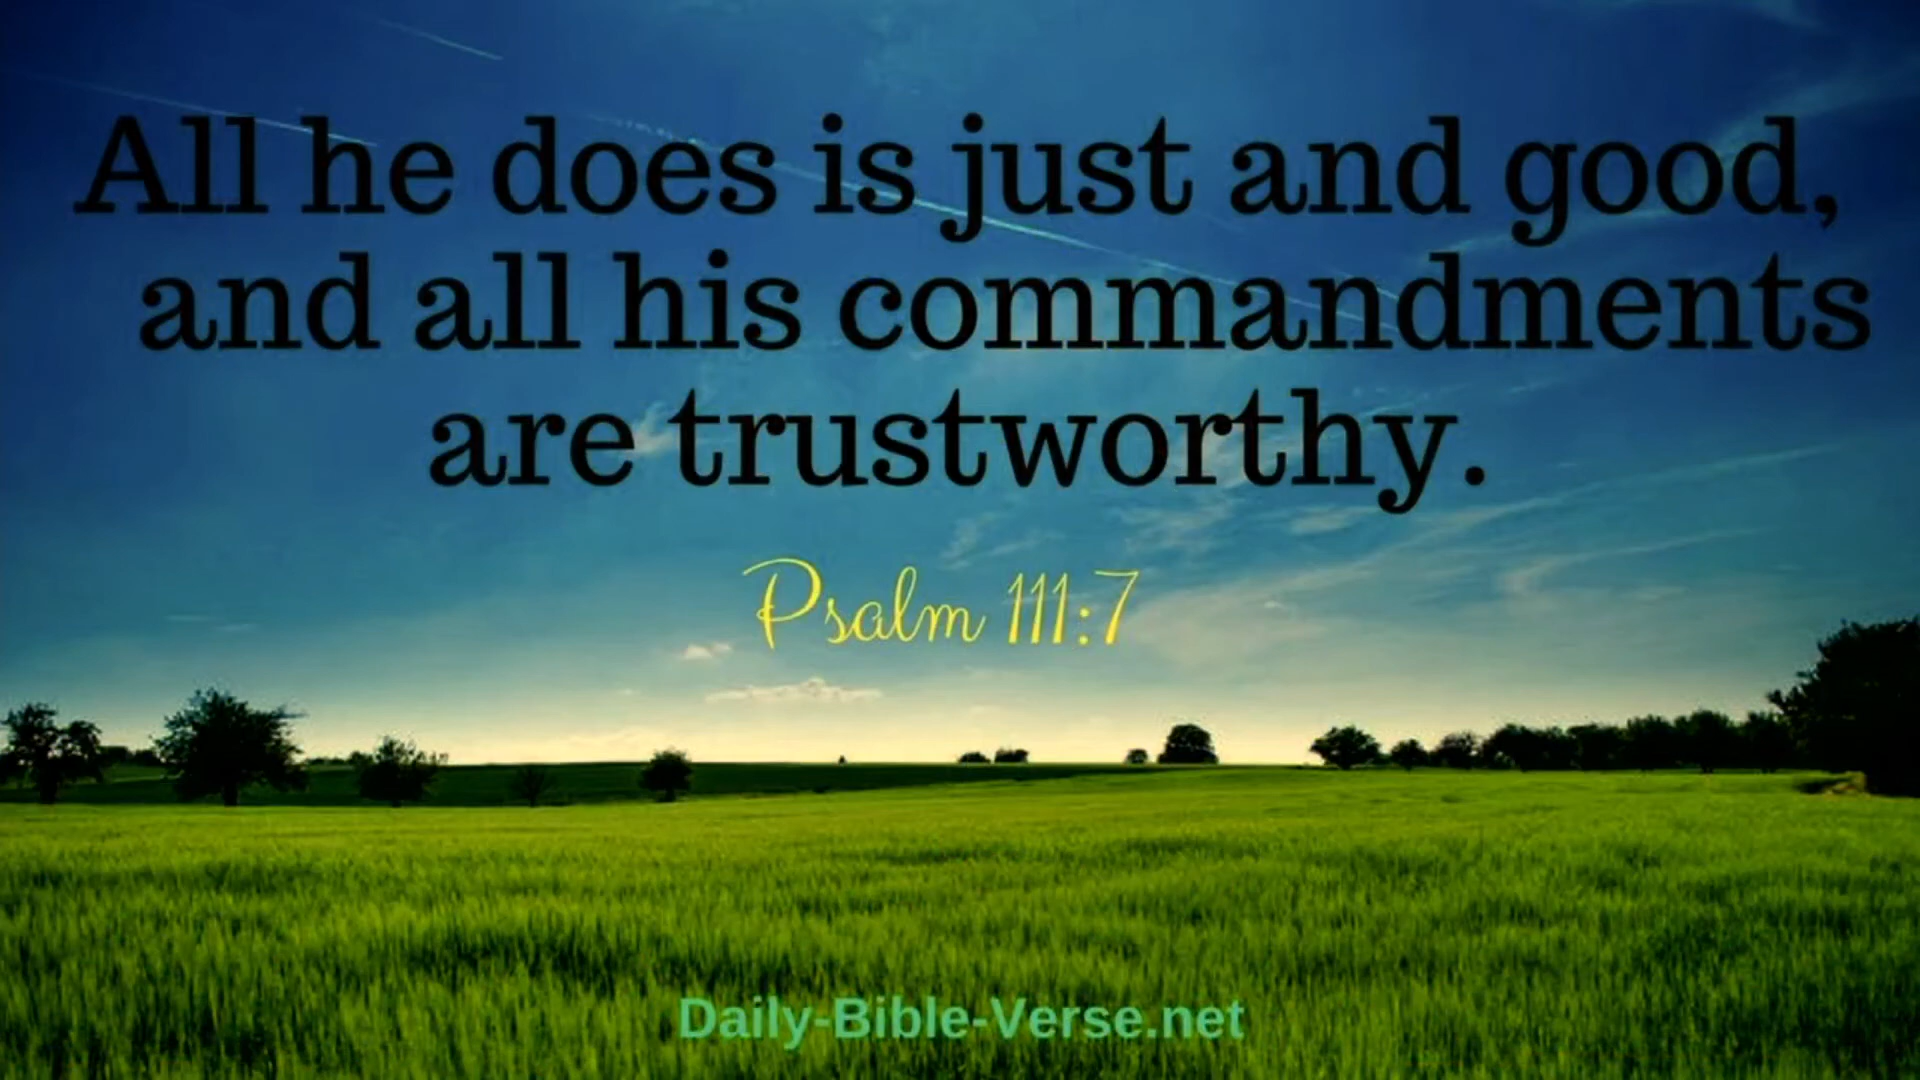 All he does is just and good,
and all his commandments
are trustworthy.
Psalm 111:7
Daily-Bible-Verse.net